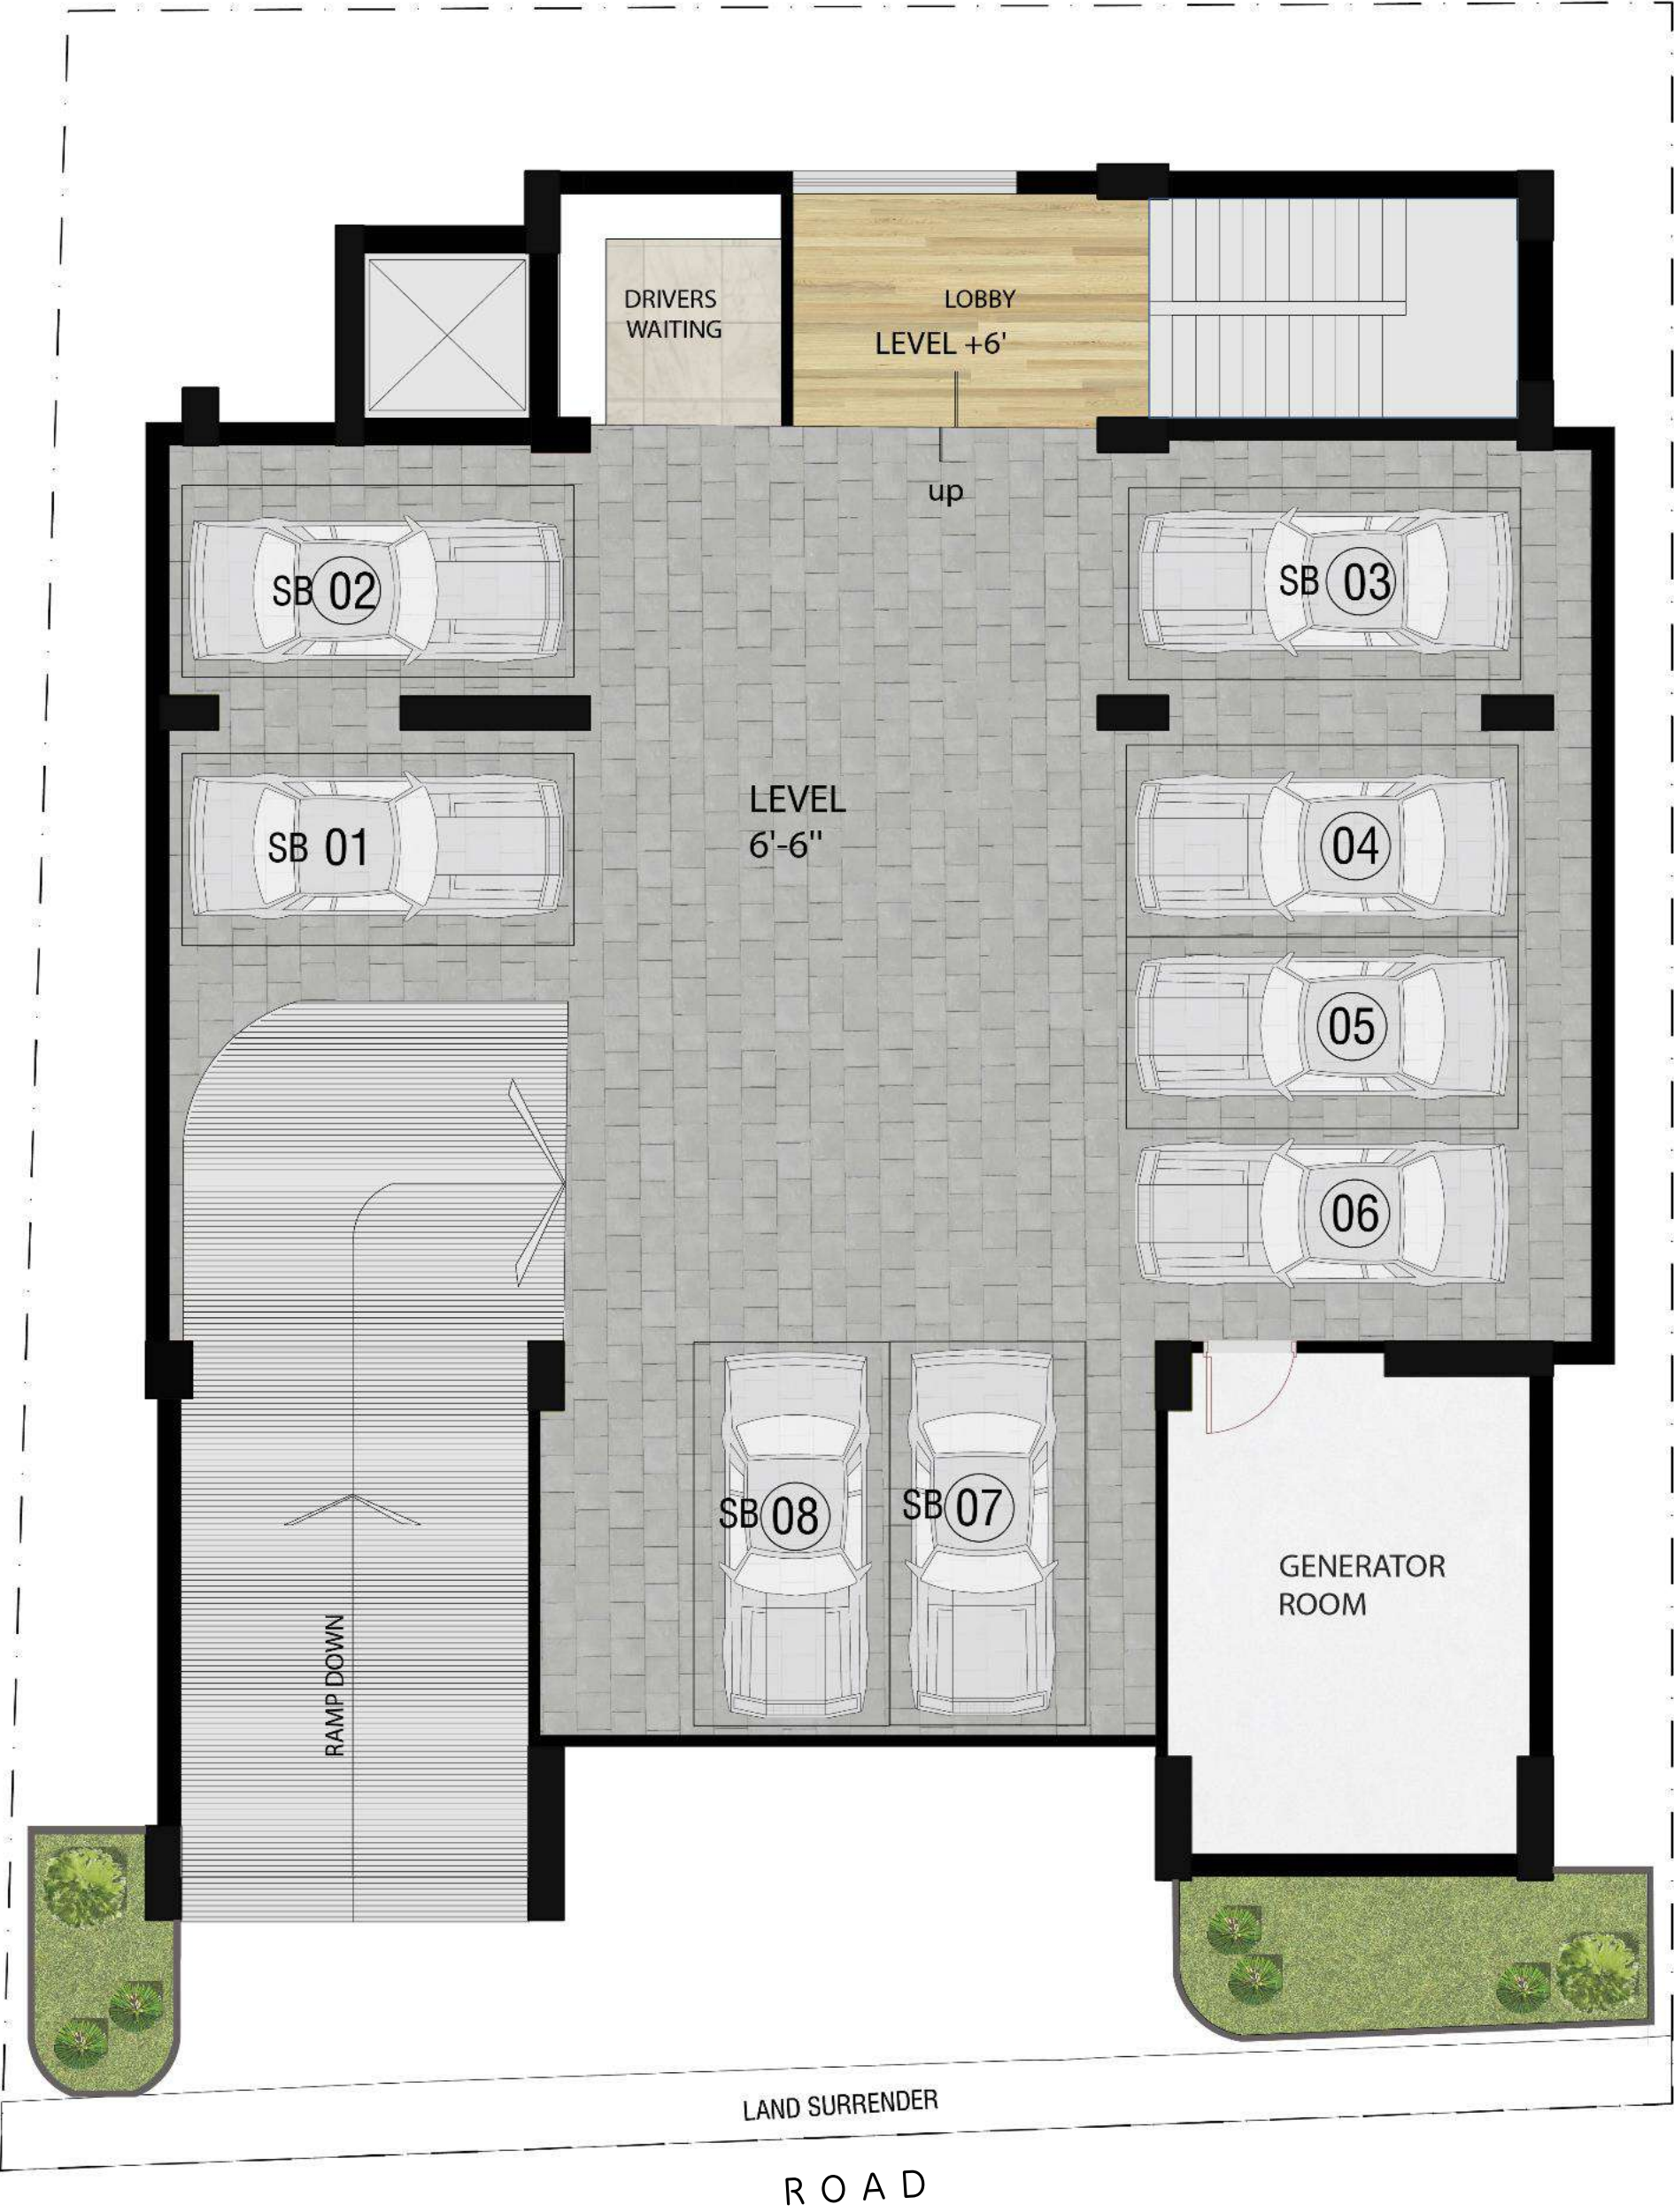 DRIVERS
WAITING
LOBBY
LEVEL +6'
up
SB 02
SB 03
LEVEL
6'-6"
SB 01
04
05
06
SB 08
SB 07
GENERATOR
ROOM
RAMP DOWN
LAND SURRENDER
ROAD